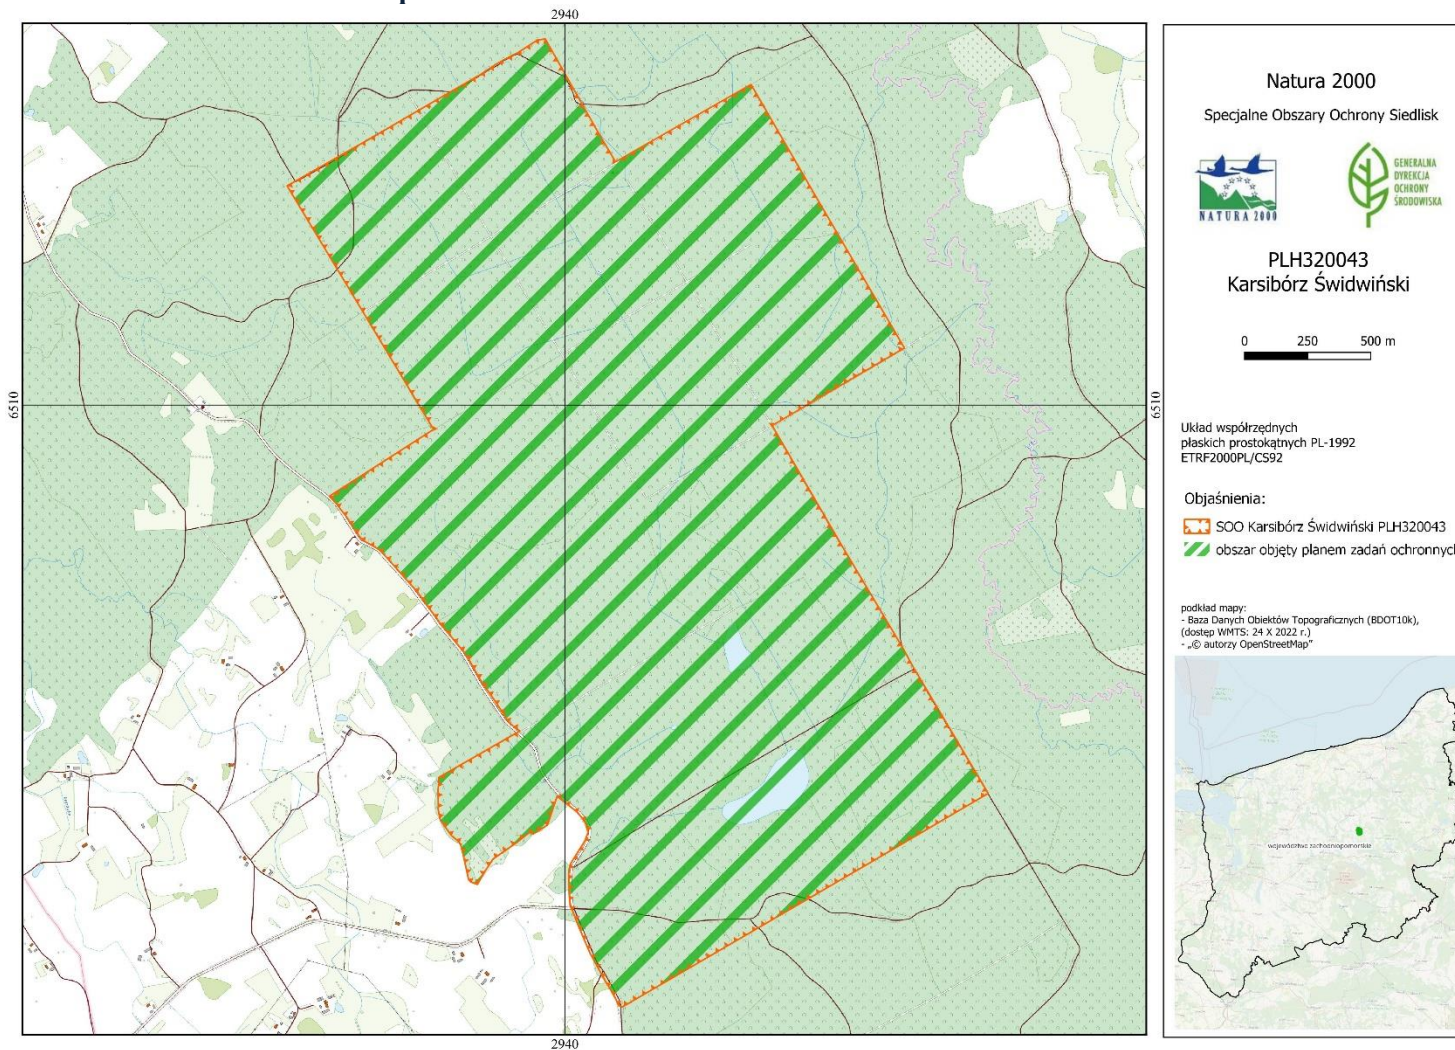 2940
6510
6510
2940
Natura 2000
Specjalne Obszary Ochrony Siedlisk
NATURA 2000
GENERALNA
DYREKCJA
OCHRONY
ŚRODOWISKA
PLH320043
Karsibórz Świdwiński
0 250 500 m
Układ współrzędnych
płaskich prostokątnych PL-1992
ETRF2000PL/CS92
Objaśnienia:
SOO Karsibórz Świdwiński PLH320043
obszar objęty planem zadań ochronnych
podkład mapy:
- Baza Danych Obiektów Topograficznych (BDOT10k),
(dostęp WMTS: 24 X 2022 r.)
- „© autorzy OpenStreetMap"
województwo zachodniopomorskie